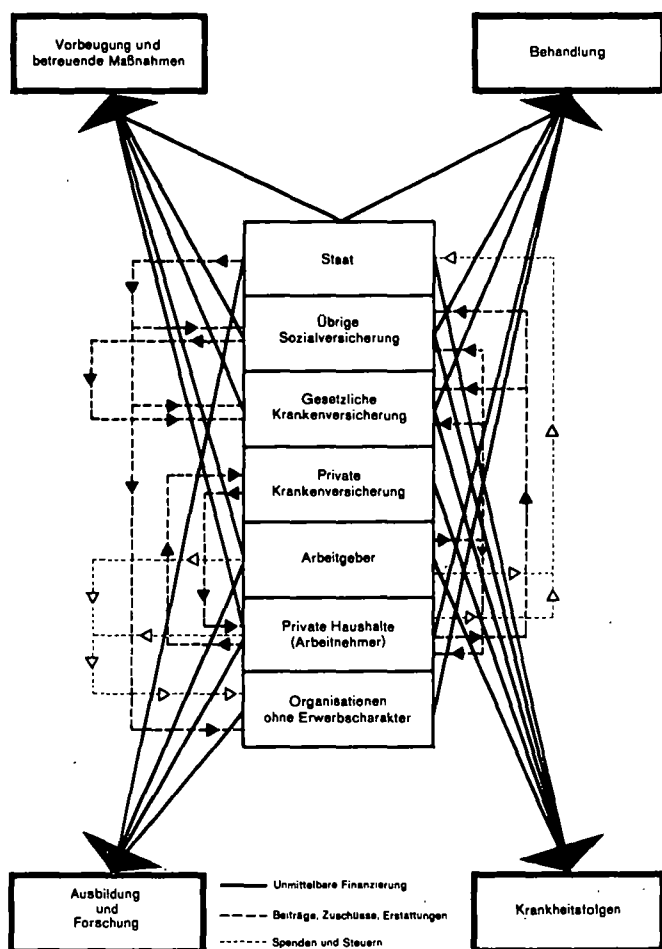 Vorbeugung und
betreuende Maßnahmen
Behandlung
Staat
Übrige
Sozialversicherung
Gesetzliche
Krankenversicherung
Private
Krankenversicherung
Arbeitgeber
Private Haushalte
(Arbeitnehmer)
Organisationen
ohne Erwerbscharakter
Ausbildung
und
Forschung
Unmittelbare Finanzierung
Beiträge, Zuschüsse, Erstattungen
Spenden und Steuern
Krankheitsfolgen